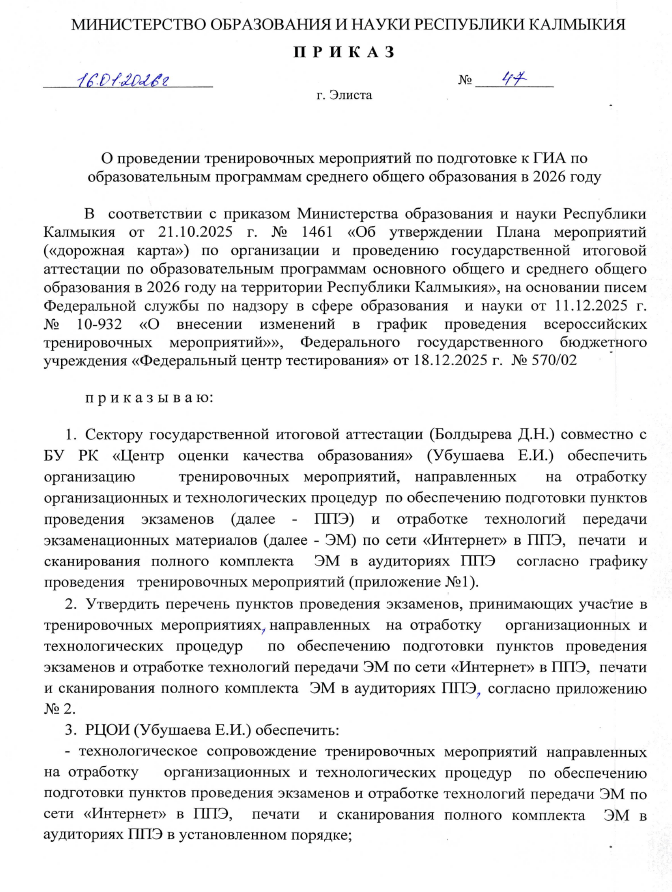 МИНИСТЕРСТВО ОБРАЗОВАНИЯ И НАУКИ РЕСПУБЛИКИ КАЛМЫКИЯ
П Р И К А З
16.01.2026г № 47
г. Элиста
О проведении тренировочных мероприятий по подготовке к ГИА по
образовательным программам среднего общего образования в 2026 году
В соответствии с приказом Министерства образования и науки Республики
Калмыкия от 21.10.2025 г. № 1461 «Об утверждении Плана мероприятий
(«дорожная карта») по организации и проведению государственной итоговой
аттестации по образовательным программам основного общего и среднего общего
образования в 2026 году на территории Республики Калмыкия», на основании писем
Федеральной службы по надзору в сфере образования и науки от 11.12.2025 г.
№ 10-932 «О внесении изменений в график проведения всероссийских
тренировочных мероприятий»», Федерального государственного бюджетного
учреждения «Федеральный центр тестирования» от 18.12.2025 г. № 570/02
п р и к а з ы в а ю:
1. Сектору государственной итоговой аттестации (Болдырева Д.Н.) совместно с
БУ РК «Центр оценки качества образования» (Убушаева Е.И.) обеспечить
организацию тренировочных мероприятий, направленных на отработку
организационных и технологических процедур по обеспечению подготовки пунктов
проведения экзаменов (далее - ППЭ) и отработке технологий передачи
экзаменационных материалов (далее - ЭМ) по сети «Интернет» в ППЭ, печати и
сканирования полного комплекта ЭМ в аудиториях ППЭ согласно графику
проведения тренировочных мероприятий (приложение №1).
2. Утвердить перечень пунктов проведения экзаменов, принимающих участие в
тренировочных мероприятиях, направленных на отработку организационных и
технологических процедур по обеспечению подготовки пунктов проведения
экзаменов и отработке технологий передачи ЭМ по сети «Интернет» в ППЭ, печати
и сканирования полного комплекта ЭМ в аудиториях ППЭ, согласно приложению
№ 2.
3. РЦОИ (Убушаева Е.И.) обеспечить:
- технологическое сопровождение тренировочных мероприятий направленных
на отработку организационных и технологических процедур по обеспечению
подготовки пунктов проведения экзаменов и отработке технологий передачи ЭМ по
сети «Интернет» в ППЭ, печати и сканирования полного комплекта ЭМ в
аудиториях ППЭ в установленном порядке;